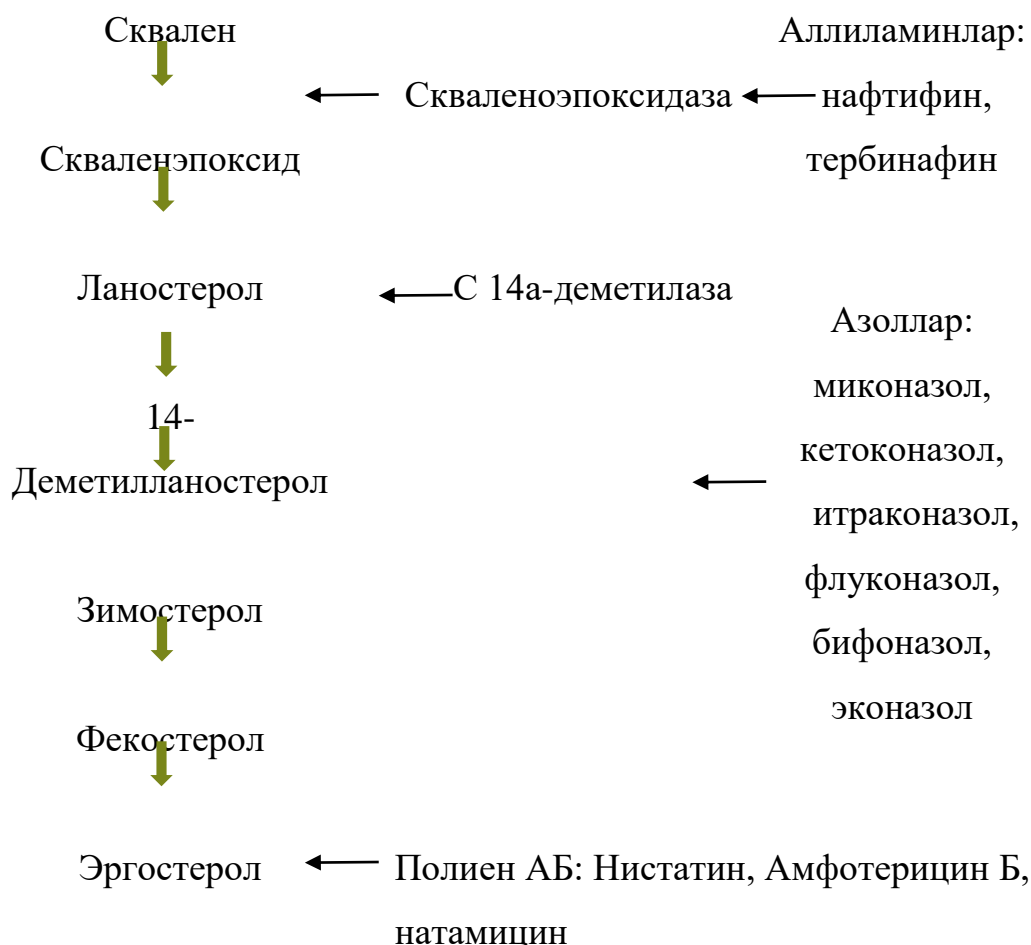 Сквален
Аллиламинлар:
Скваленоэпоксидаза
нафтифин,
Скваленэпоксид
тербинафин
Ланостерол
С 14а-деметилаза
Азоллар:
миконазол,
14-
кетоконазол,
Деметилланостерол
итраконазол,
флуконазол,
Зимостерол
бифоназол,
эконазол
Фекостерол
Эргостерол
Полиен АБ: Нистатин, Амфотерицин Б,
натамицин